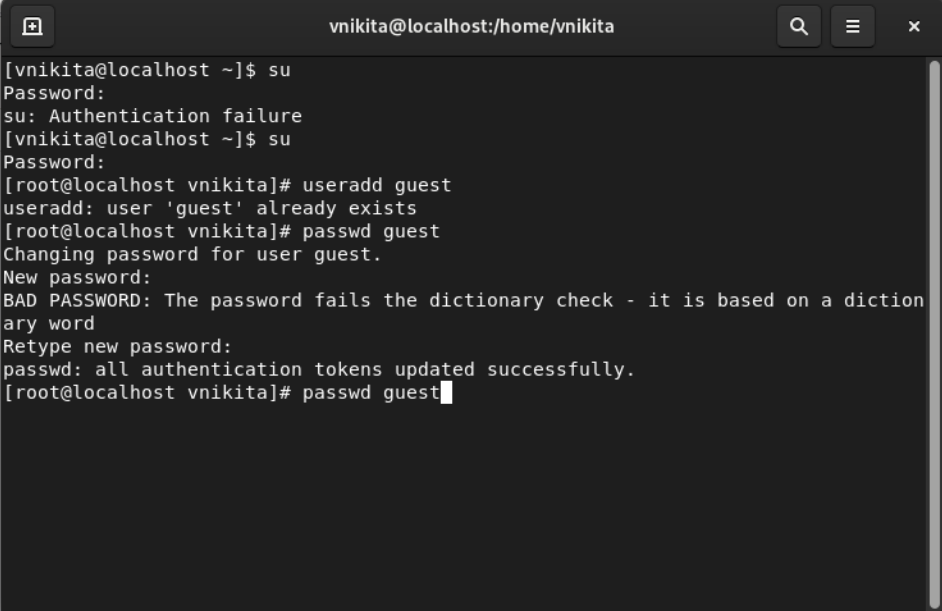 vnikita@localhost:/home/vnikita
[vnikita@localhost ~]$ su
Password:
su: Authentication failure
[vnikita@localhost ~]$ su
Password:
[root@localhost vnikita]# useradd guest
useradd: user 'guest' already exists
[root@localhost vnikita]# passwd guest
Changing password for user guest.
New password:
BAD PASSWORD: The password fails the dictionary check - it is based on a diction
ary word
Retype new password:
passwd: all authentication tokens updated successfully.
[root@localhost vnikita]# passwd guest